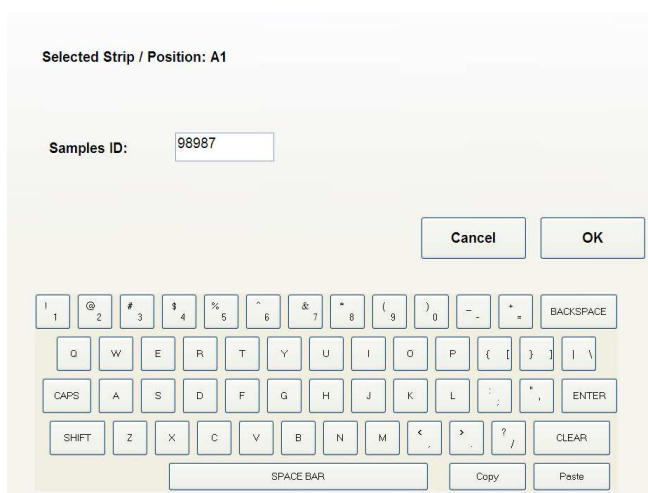 Selected Strip / Position: A1
Samples ID: 98987
Cancel OK
! 1 @ 2 # 3 $ 4 % 5 ^ 6 & 7 * 8 ( 9 ) 0 _ - + = BACKSPACE
Q W E R T Y U I O P { [ } ] | \
CAPS A S D F G H J K L : ; " ' ENTER
SHIFT Z X C V B N M < , > . ? / CLEAR
SPACE BAR Copy Paste